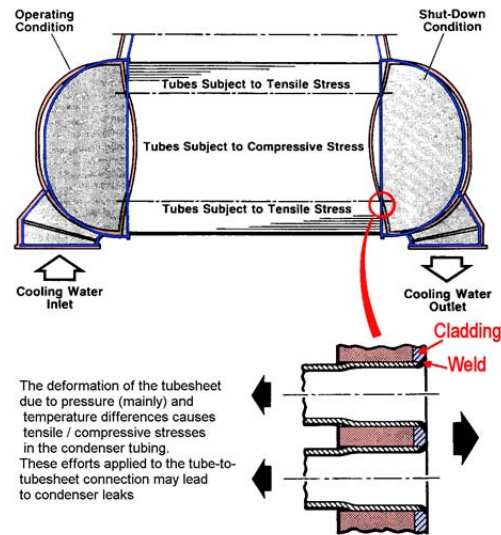 Operating
Condition
Shut-Down
Condition
Tubes Subject to Tensile Stress
Tubes Subject to Compressive Stress
Tubes Subject to Tensile Stress
Cooling Water
Inlet
Cooling Water
Outlet
Cladding
Weld
The deformation of the tubesheet
due to pressure (mainly) and
temperature differences causes
tensile / compressive stresses
in the condenser tubing.
These efforts applied to the tube-to-
tubesheet connection may lead
to condenser leaks